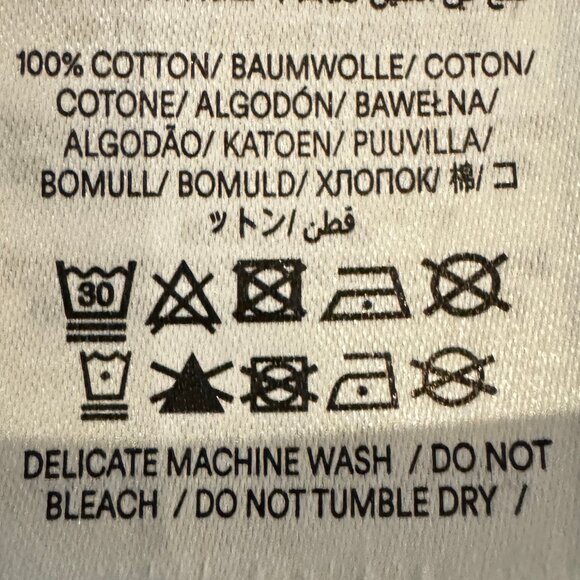 100% COTTON/ BAUMWOLLE/ COTON/
COTONE/ ALGODÓN/ BAWEŁNA/
ALGODÃO/ KATOEN/ PUUVILLA/
BOMULL/ BOMULD/ ХЛОПОК/ 棉/ コ
ットン/ قطن
30
DELICATE MACHINE WASH / DO NOT
BLEACH / DO NOT TUMBLE DRY /